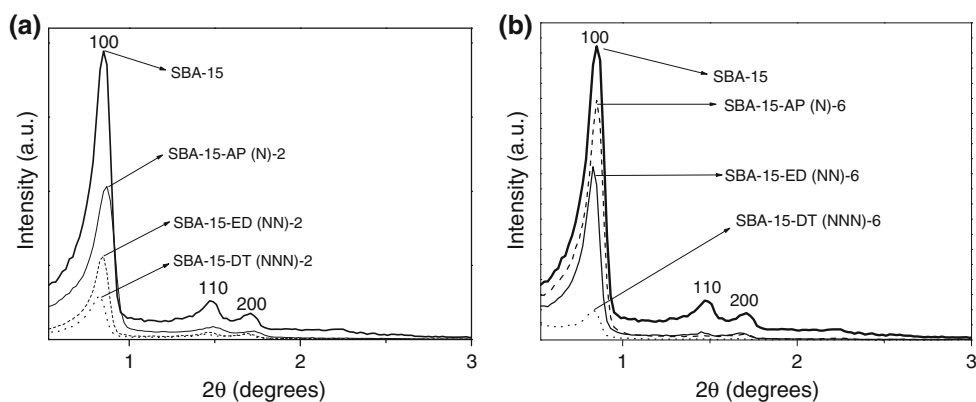 (a)
100
SBA-15
SBA-15-AP (N)-2
SBA-15-ED (NN)-2
SBA-15-DT (NNN)-2
110
200
Intensity (a.u.)
1
2
3
2θ (degrees)
(b)
100
SBA-15
SBA-15-AP (N)-6
SBA-15-ED (NN)-6
SBA-15-DT (NNN)-6
110
200
Intensity (a.u.)
1
2
3
2θ (degrees)